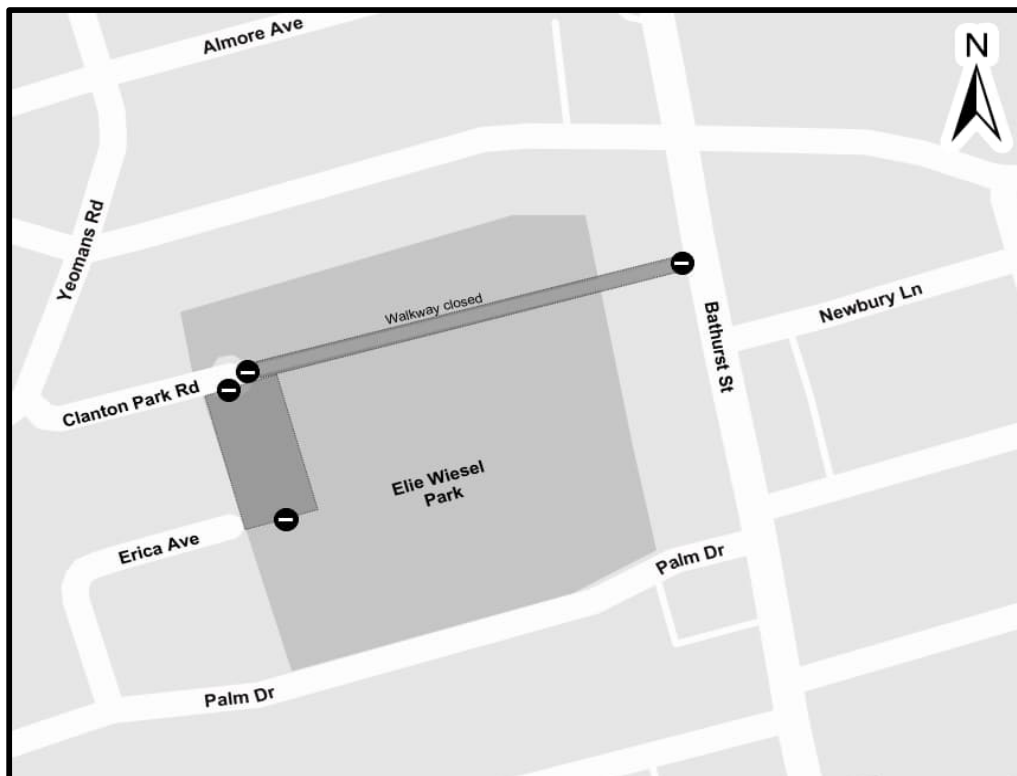 Almore Ave
N
Yeomans Rd
Walkway closed
Newbury Ln
Bathurst St
Clanton Park Rd
Elie Wiesel
Park
Erica Ave
Palm Dr
Palm Dr